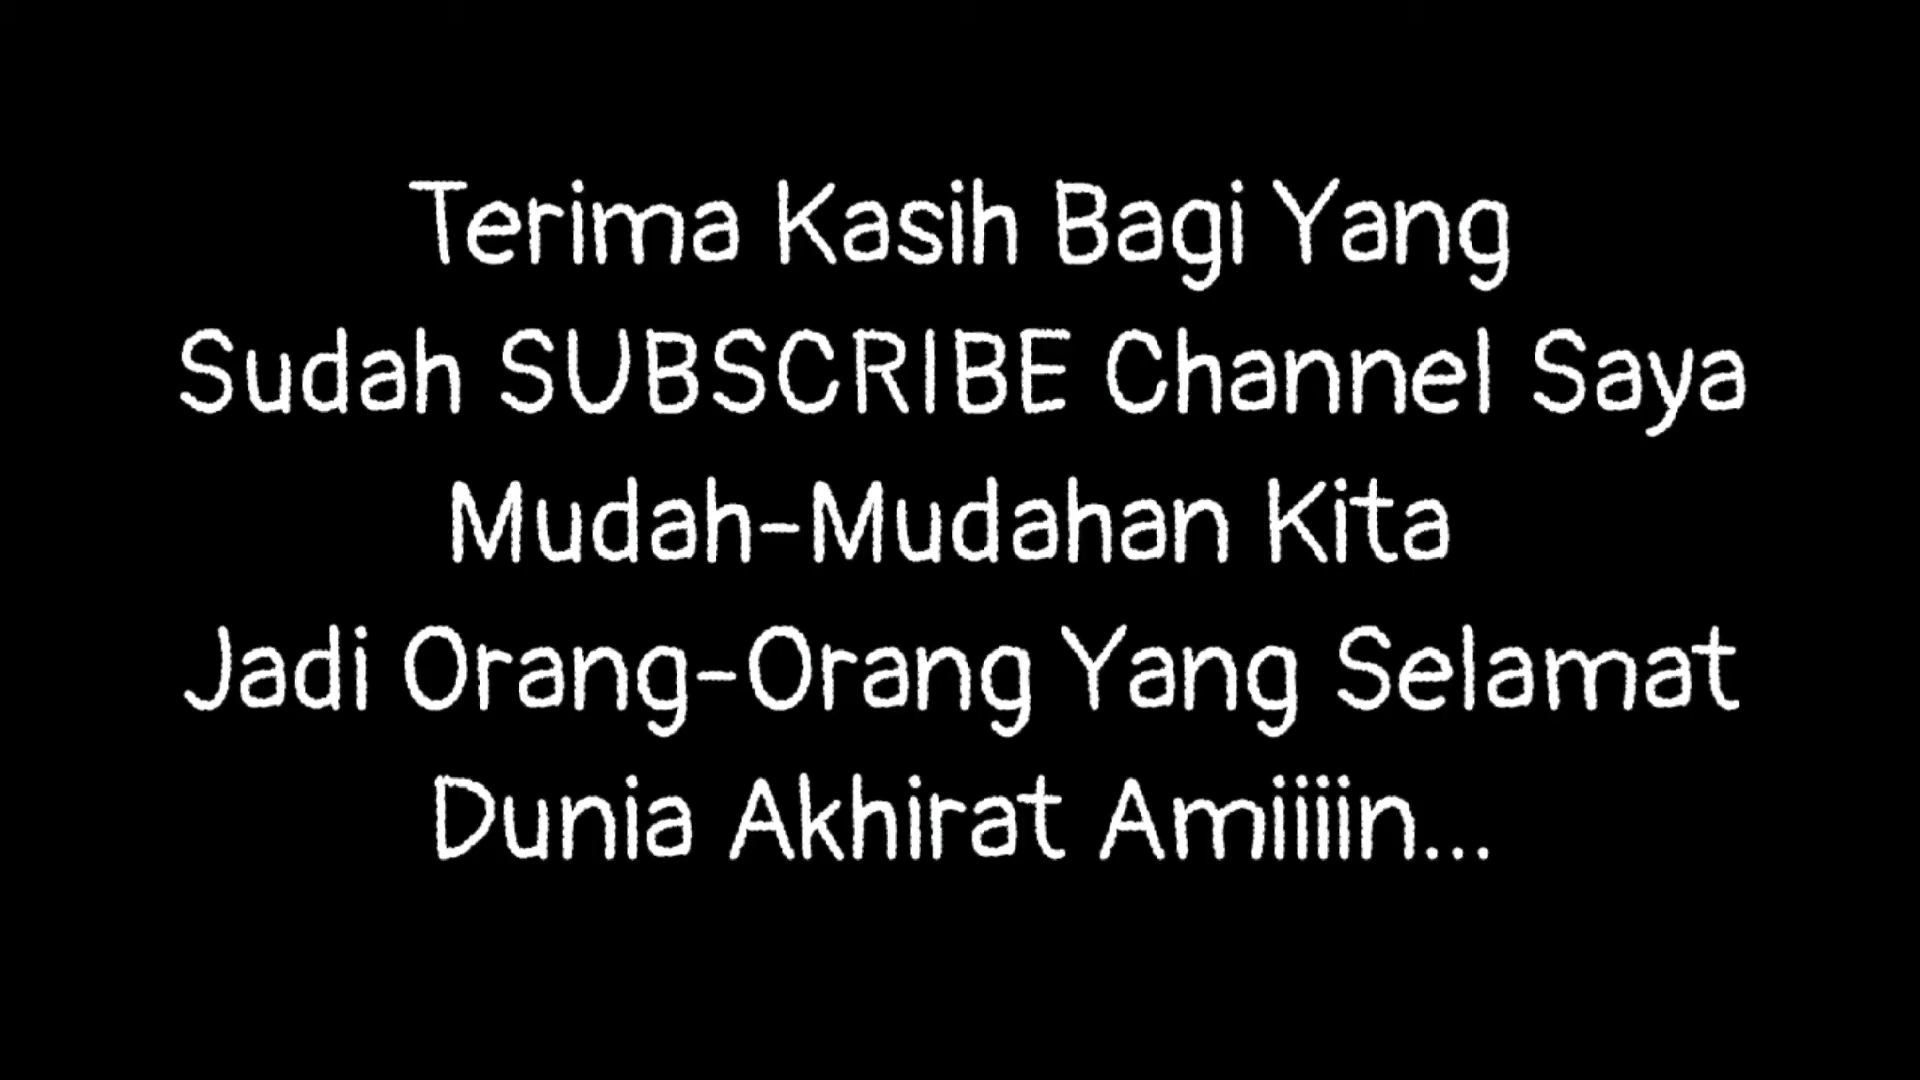 Terima Kasih Bagi Yang
Sudah SUBSCRIBE Channel Saya
Mudah-Mudahan Kita
Jadi Orang-Orang Yang Selamat
Dunia Akhirat Amiiiin...